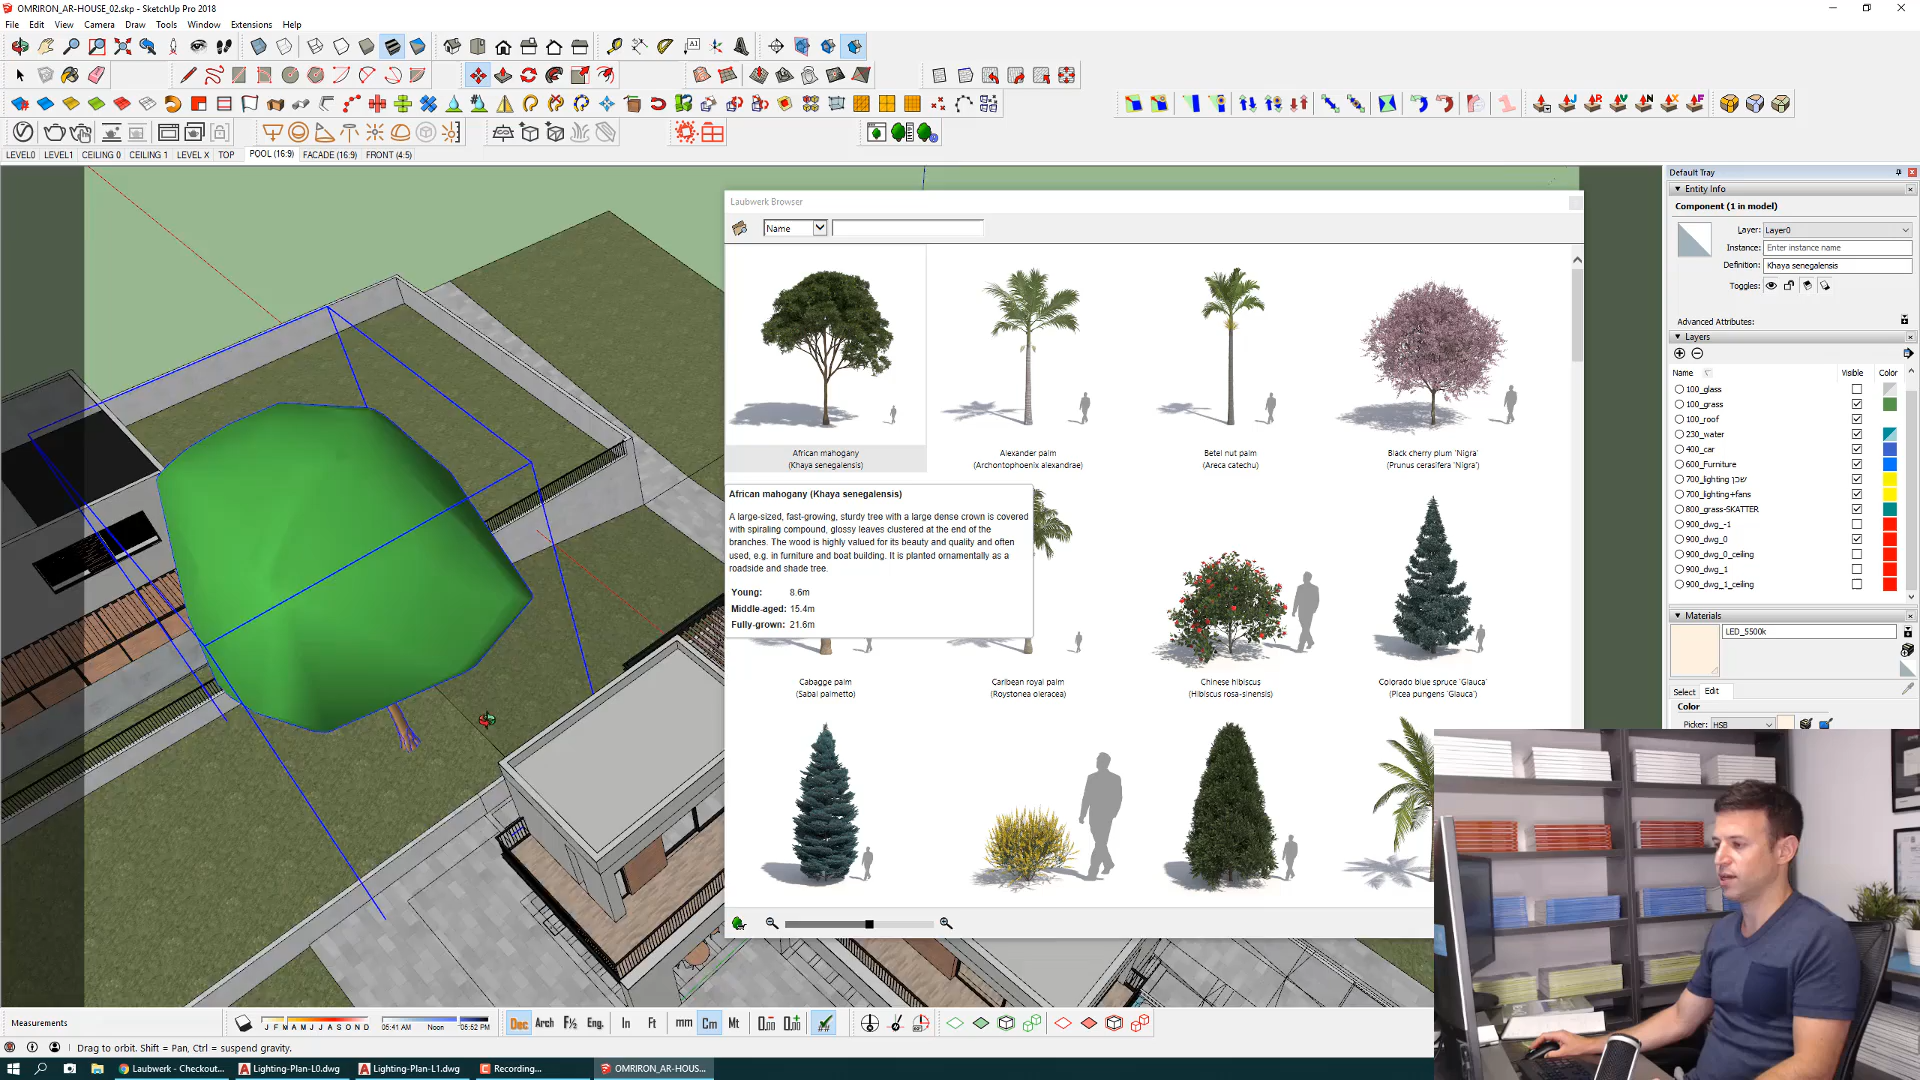 OMRIRON_AR-HOUSE_02.skp - SketchUp Pro 2018
File Edit View Camera Draw Tools Window Extensions Help
LEVEL0 LEVEL1 CEILING 0 CEILING 1 LEVEL X TOP POOL (16:9) FACADE (16:9) FRONT (4:5)
Laubwerk Browser
Name
African mahogany
(Khaya senegalensis)
Alexander palm
(Archontophoenix alexandrae)
Betel nut palm
(Areca catechu)
Black cherry plum 'Nigra'
(Prunus cerasifera 'Nigra')
African mahogany (Khaya senegalensis)
A large-sized, fast-growing, sturdy tree with a large dense crown is covered
with spiraling compound, glossy leaves clustered at the end of the
branches. The wood is highly valued for its beauty and quality and often
used, e.g. in furniture and boat building. It is planted ornamentally as a
roadside and shade tree.
Young: 8.6m
Middle-aged: 15.4m
Fully-grown: 21.6m
Cabagge palm
(Sabal palmetto)
Caribean royal palm
(Roystonea oleracea)
Chinese hibiscus
(Hibiscus rosa-sinensis)
Colorado blue spruce 'Glauca'
(Picea pungens 'Glauca')
Default Tray
Entity Info
Component (1 in model)
Layer: Layer0
Instance: Enter instance name
Definition: Khaya senegalensis
Toggles:
Advanced Attributes:
Layers
Name Visible Color
100_glass
100_grass
100_roof
230_water
400_car
600_Furniture
700_lighting ישכן
700_lighting+fans
800_grass-SKATTER
900_dwg_-1
900_dwg_0
900_dwg_0_ceiling
900_dwg_1
900_dwg_1_ceiling
Materials
LED_5500k
Select Edit
Color
Picker: HSB
Measurements
J F M A M J J A S O N D
05:41 AM Noon 05:52 PM
Dec Arch F½ Eng. In Ft mm Cm Mt
Drag to orbit. Shift = Pan, Ctrl = suspend gravity.
Laubwerk - Checkout...
Lighting-Plan-L0.dwg
Lighting-Plan-L1.dwg
Recording...
OMRIRON_AR-HOUS...